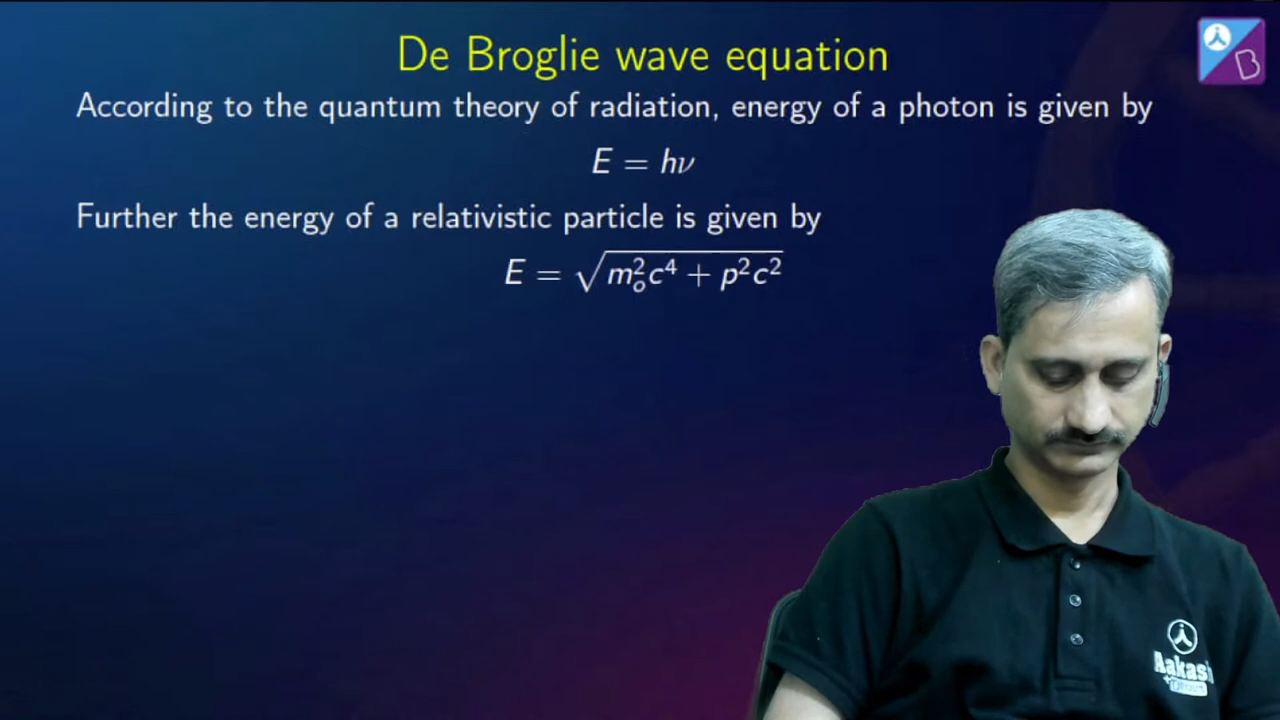 De Broglie wave equation
According to the quantum theory of radiation, energy of a photon is given by
E = hν
Further the energy of a relativistic particle is given by
E = √(m₀²c⁴ + p²c²)
B
Aakash